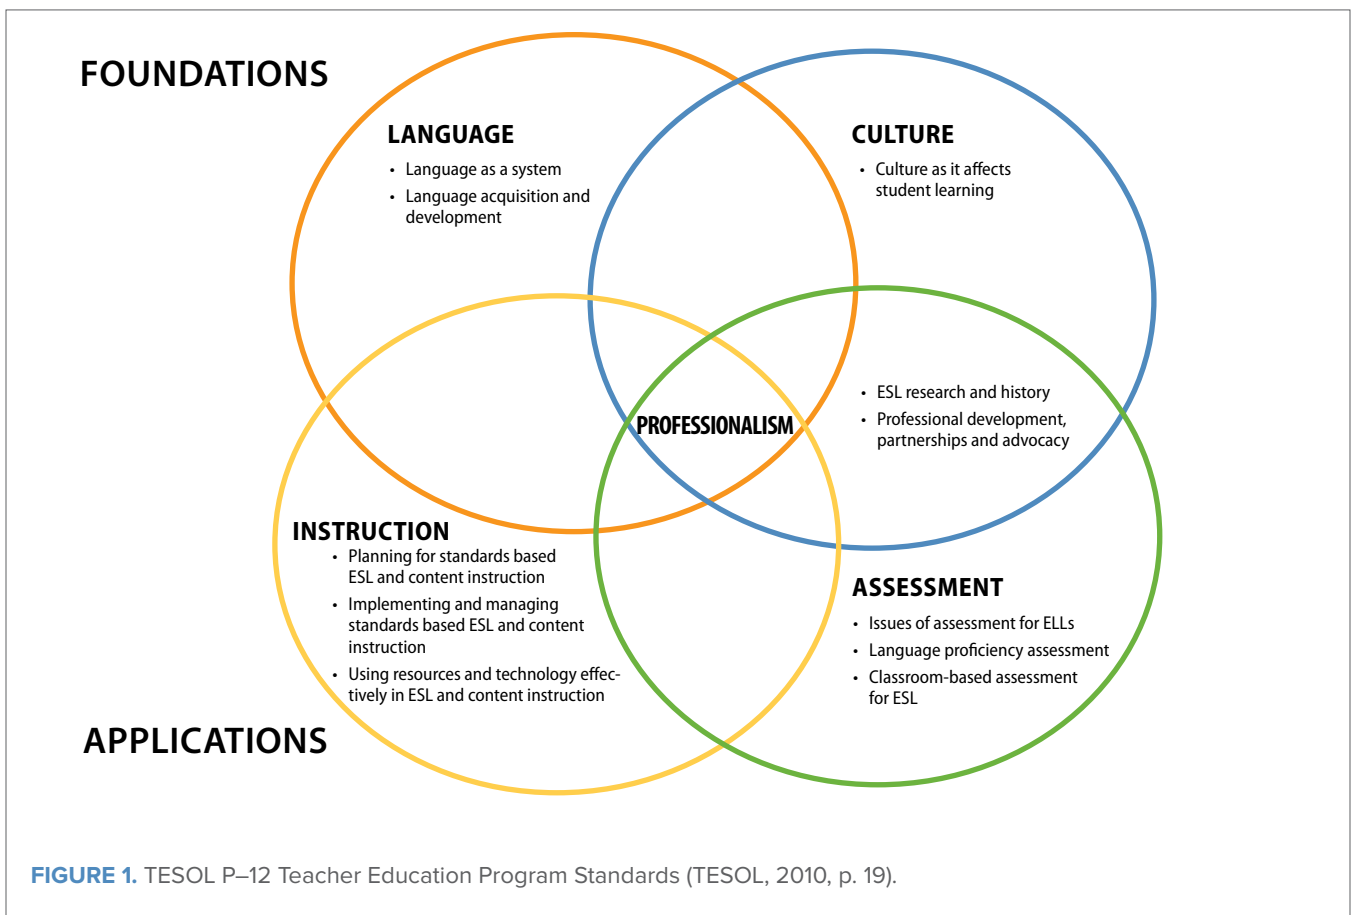 FOUNDATIONS
LANGUAGE
• Language as a system
• Language acquisition and
development
CULTURE
• Culture as it affects
student learning
PROFESSIONALISM
• ESL research and history
• Professional development,
partnerships and advocacy
INSTRUCTION
• Planning for standards based
ESL and content instruction
• Implementing and managing
standards based ESL and content
instruction
• Using resources and technology effec-
tively in ESL and content instruction
ASSESSMENT
• Issues of assessment for ELLs
• Language proficiency assessment
• Classroom-based assessment
for ESL
APPLICATIONS
FIGURE 1. TESOL P–12 Teacher Education Program Standards (TESOL, 2010, p. 19).